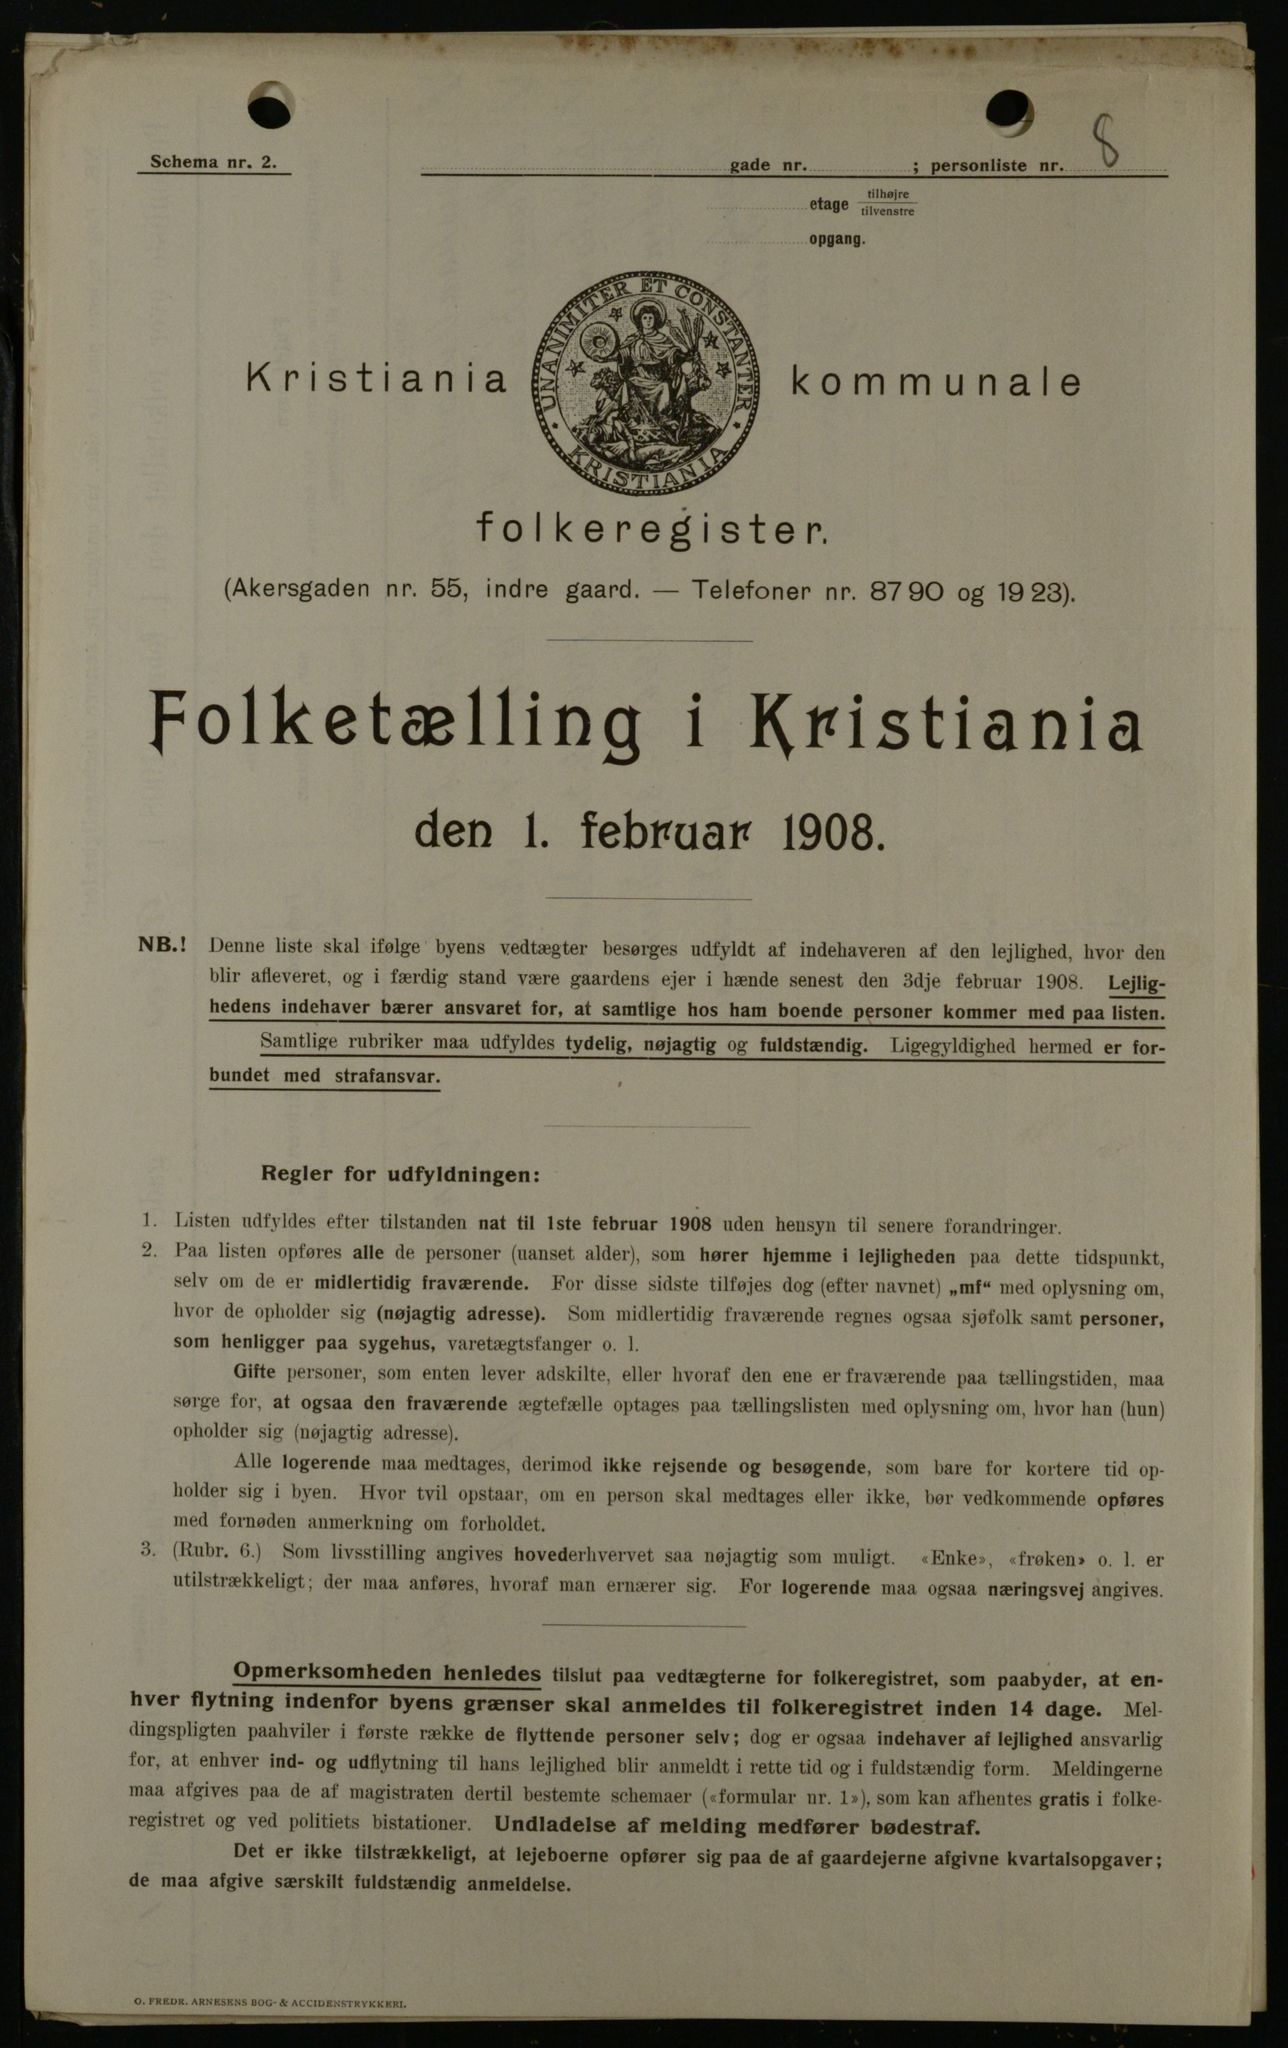 Schema nr. 2.
gade nr. ; personliste nr. 8
etage tilhøjre
tilvenstre
opgang.
UNANIMITER ET CONSTANTER
KRISTIANIA
Kristiania kommunale
folkeregister.
(Akersgaden nr. 55, indre gaard. — Telefoner nr. 87 90 og 19 23).
Folketælling i Kristiania
den 1. februar 1908.
NB.! Denne liste skal ifølge byens vedtægter besørges udfyldt af indehaveren af den lejlighed, hvor den
blir afleveret, og i færdig stand være gaardens ejer i hænde senest den 3dje februar 1908. Lejlig-
hedens indehaver bærer ansvaret for, at samtlige hos ham boende personer kommer med paa listen.
Samtlige rubriker maa udfyldes tydelig, nøjagtig og fuldstændig. Ligegyldighed hermed er for-
bundet med strafansvar.
Regler for udfyldningen:
1. Listen udfyldes efter tilstanden nat til 1ste februar 1908 uden hensyn til senere forandringer.
2. Paa listen opføres alle de personer (uanset alder), som hører hjemme i lejligheden paa dette tidspunkt,
selv om de er midlertidig fraværende. For disse sidste tilføjes dog (efter navnet) „mf“ med oplysning om,
hvor de opholder sig (nøjagtig adresse). Som midlertidig fraværende regnes ogsaa sjøfolk samt personer,
som henligger paa sygehus, varetægtsfanger o. l.
Gifte personer, som enten lever adskilte, eller hvoraf den ene er fraværende paa tællingstiden, maa
sørge for, at ogsaa den fraværende ægtefælle optages paa tællingslisten med oplysning om, hvor han (hun)
opholder sig (nøjagtig adresse).
Alle logerende maa medtages, derimod ikke rejsende og besøgende, som bare for kortere tid op-
holder sig i byen. Hvor tvil opstaar, om en person skal medtages eller ikke, bør vedkommende opføres
med fornøden anmerkning om forholdet.
3. (Rubr. 6.) Som livsstilling angives hovederhvervet saa nøjagtig som muligt. «Enke», «frøken» o. l. er
utilstrækkeligt; der maa anføres, hvoraf man ernærer sig. For logerende maa ogsaa næringsvej angives.
Opmerksomheden henledes tilslut paa vedtægterne for folkeregistret, som paabyder, at en-
hver flytning indenfor byens grænser skal anmeldes til folkeregistret inden 14 dage. Mel-
dingspligten paahviler i første række de flyttende personer selv; dog er ogsaa indehaver af lejlighed ansvarlig
for, at enhver ind- og udflytning til hans lejlighed blir anmeldt i rette tid og i fuldstændig form. Meldingerne
maa afgives paa de af magistraten dertil bestemte schemaer («formular nr. 1»), som kan afhentes gratis i folke-
registret og ved politiets bistationer. Undladelse af melding medfører bødestraf.
Det er ikke tilstrækkeligt, at lejeboerne opfører sig paa de af gaardejerne afgivne kvartalsopgaver;
de maa afgive særskilt fuldstændig anmeldelse.
O. FREDR. ARNESENS BOG- & ACCIDENSTRYKKERI.